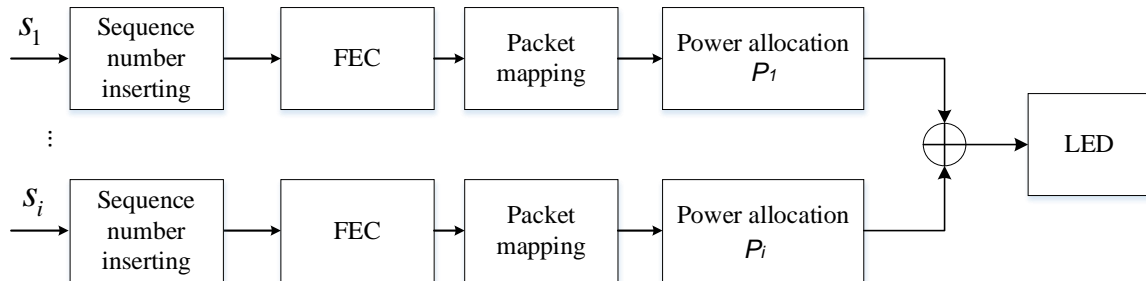 S1
Sequence
number
inserting
FEC
Packet
mapping
Power allocation
P1
LED
⋮
Si
Sequence
number
inserting
FEC
Packet
mapping
Power allocation
Pi